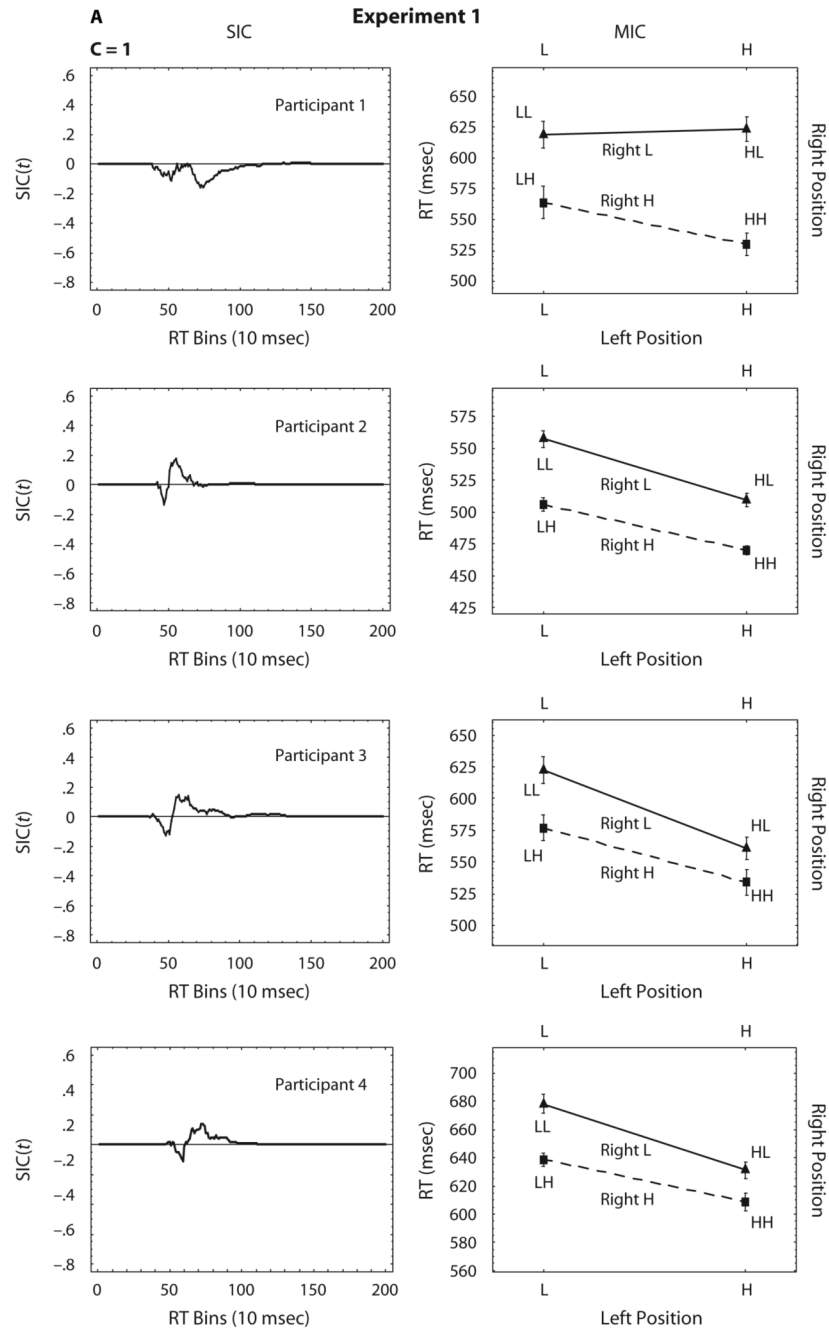 A
Experiment 1
SIC
MIC
C = 1
L H
.6
.4
.2
0
–.2
–.4
–.6
–.8
SIC(t)
Participant 1
0 50 100 150 200
RT Bins (10 msec)
650
625
600
575
550
525
500
RT (msec)
LL
Right L
HL
LH
Right H
HH
Right Position
L H
Left Position
L H
.6
.4
.2
0
–.2
–.4
–.6
–.8
SIC(t)
Participant 2
0 50 100 150 200
RT Bins (10 msec)
575
550
525
500
475
450
425
RT (msec)
LL
Right L
HL
LH
Right H
HH
Right Position
L H
Left Position
L H
.6
.4
.2
0
–.2
–.4
–.6
–.8
SIC(t)
Participant 3
0 50 100 150 200
RT Bins (10 msec)
650
625
600
575
550
525
500
RT (msec)
LL
Right L
HL
LH
Right H
HH
Right Position
L H
Left Position
L H
.6
.4
.2
–.2
–.4
–.6
–.8
SIC(t)
Participant 4
0 50 100 150 200
RT Bins (10 msec)
700
680
660
640
620
600
580
560
RT (msec)
LL
Right L
HL
LH
Right H
HH
Right Position
L H
Left Position